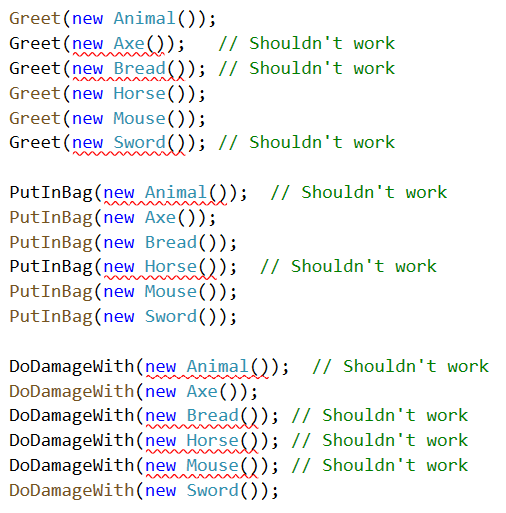 Greet(new Animal());
Greet(new Axe());   // Shouldn't work
Greet(new Bread()); // Shouldn't work
Greet(new Horse());
Greet(new Mouse());
Greet(new Sword()); // Shouldn't work

PutInBag(new Animal());  // Shouldn't work
PutInBag(new Axe());
PutInBag(new Bread());
PutInBag(new Horse());  // Shouldn't work
PutInBag(new Mouse());
PutInBag(new Sword());

DoDamageWith(new Animal());  // Shouldn't work
DoDamageWith(new Axe());
DoDamageWith(new Bread()); // Shouldn't work
DoDamageWith(new Horse()); // Shouldn't work
DoDamageWith(new Mouse()); // Shouldn't work
DoDamageWith(new Sword());